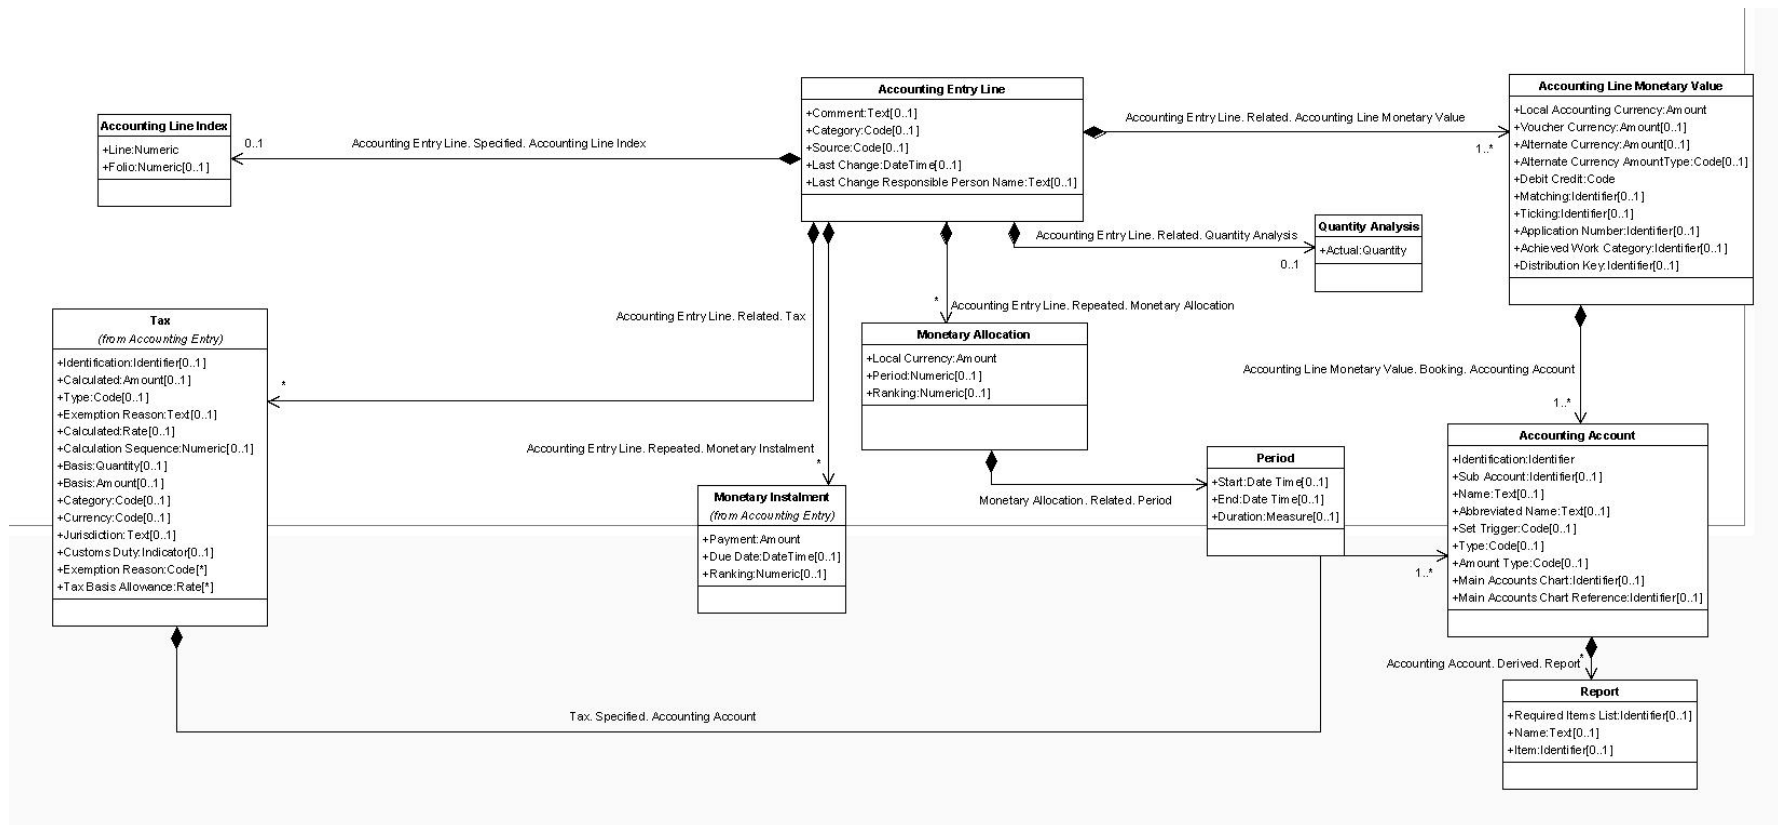 Accounting Entry Line
+Comment:Text[0..1]
+Category:Code[0..1]
+Source:Code[0..1]
+Last Change:DateTime[0..1]
+Last Change Responsible Person Name:Text[0..1]
Accounting Line Monetary Value
+Local Accounting Currency:Amount
+Voucher Currency:Amount[0..1]
+Alternate Currency:Amount[0..1]
+Alternate Currency AmountType:Code[0..1]
+Debit Credit:Code
+Matching:Identifier[0..1]
+Ticking:Identifier[0..1]
+Application Number:Identifier[0..1]
+Achieved Work Category:Identifier[0..1]
+Distribution Key:Identifier[0..1]
Accounting Line Index
+Line:Numeric
+Folio:Numeric[0..1]
0..1
Accounting Entry Line. Specified. Accounting Line Index
Accounting Entry Line. Related. Accounting Line Monetary Value
1..*
Quantity Analysis
+Actual:Quantity
Accounting Entry Line. Related. Quantity Analysis
0..1
Accounting Entry Line. Related. Tax
*
*
Accounting Entry Line. Repeated. Monetary Allocation
Monetary Allocation
+Local Currency:Amount
+Period:Numeric[0..1]
+Ranking:Numeric[0..1]
Tax
(from Accounting Entry)
+Identification:Identifier[0..1]
+Calculated:Amount[0..1]
+Type:Code[0..1]
+Exemption Reason:Text[0..1]
+Calculated:Rate[0..1]
+Calculation Sequence:Numeric[0..1]
+Basis:Quantity[0..1]
+Basis:Amount[0..1]
+Category:Code[0..1]
+Currency:Code[0..1]
+Jurisdiction:Text[0..1]
+Customs Duty:Indicator[0..1]
+Exemption Reason:Code[*]
+Tax Basis Allowance:Rate[*]
Accounting Line Monetary Value. Booking. Accounting Account
1..*
Accounting Entry Line. Repeated. Monetary Instalment
*
Monetary Instalment
(from Accounting Entry)
+Payment:Amount
+Due Date:DateTime[0..1]
+Ranking:Numeric[0..1]
Monetary Allocation. Related. Period
Period
+Start:Date Time[0..1]
+End:Date Time[0..1]
+Duration:Measure[0..1]
1..*
Accounting Account
+Identification:Identifier
+Sub Account:Identifier[0..1]
+Name:Text[0..1]
+Abbreviated Name:Text[0..1]
+Set Trigger:Code[0..1]
+Type:Code[0..1]
+Amount Type:Code[0..1]
+Main Accounts Chart:Identifier[0..1]
+Main Accounts Chart Reference:Identifier[0..1]
Accounting Account. Derived. Report
*
Report
+Required Items List:Identifier[0..1]
+Name:Text[0..1]
+Item:Identifier[0..1]
Tax. Specified. Accounting Account